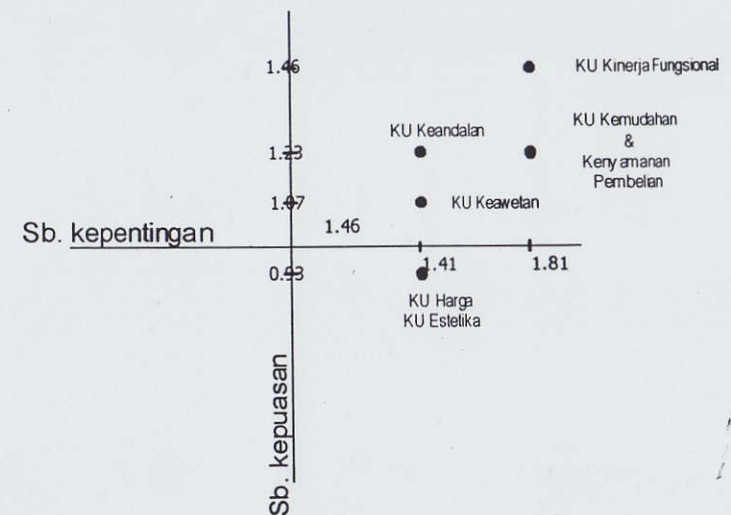 1.46
KU Kinerja Fungsional
KU Keandalan
KU Kemudahan
&
Kenyamanan
Pembelian
1.23
1.07
KU Keawetan
Sb. kepentingan
1.46
1.41
1.81
0.93
KU Harga
KU Estetika
Sb. kepuasan